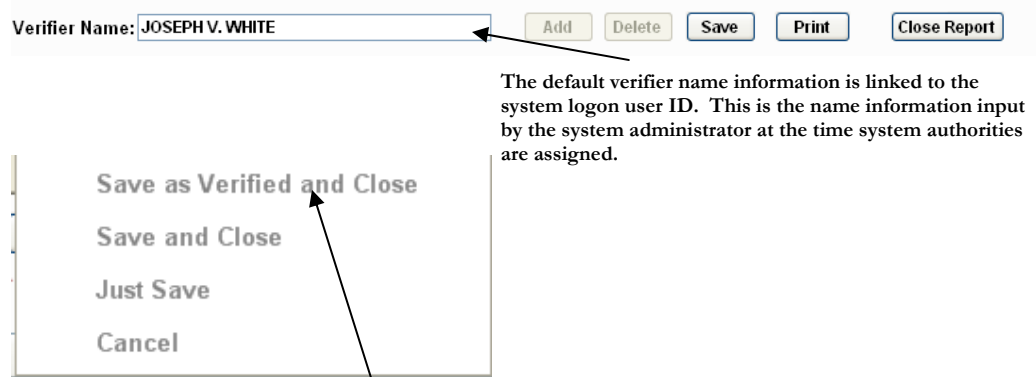 Verifier Name: JOSEPH V. WHITE Add Delete Save Print Close Report
The default verifier name information is linked to the
system logon user ID. This is the name information input
by the system administrator at the time system authorities
are assigned.
Save as Verified and Close
Save and Close
Just Save
Cancel